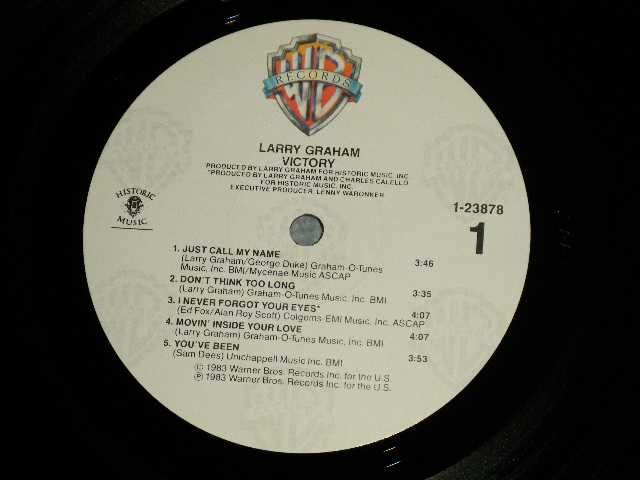 WB
RECORDS
LARRY GRAHAM
VICTORY
PRODUCED BY LARRY GRAHAM FOR HISTORIC MUSIC, INC.
*PRODUCED BY LARRY GRAHAM AND CHARLES CALELLO
FOR HISTORIC MUSIC, INC.
EXECUTIVE PRODUCER: LENNY WARONKER
HISTORIC
MUSIC
1-23878
1
1. JUST CALL MY NAME 3:46
(Larry Graham/George Duke) Graham-O-Tunes
Music, Inc. BMI/Mycenae Music ASCAP
2. DON'T THINK TOO LONG 3:35
(Larry Graham) Graham-O-Tunes Music, Inc. BMI
3. I NEVER FORGOT YOUR EYES* 4:07
(Ed Fox/Alan Roy Scott) Colgems-EMI Music, Inc. ASCAP
4. MOVIN' INSIDE YOUR LOVE 4:07
(Larry Graham) Graham-O-Tunes Music, Inc. BMI
5. YOU'VE BEEN 3:53
(Sam Dees) Unichappell Music Inc. BMI
© 1983 Warner Bros. Records Inc. for the U.S.
℗ 1983 Warner Bros. Records Inc. for the U.S.